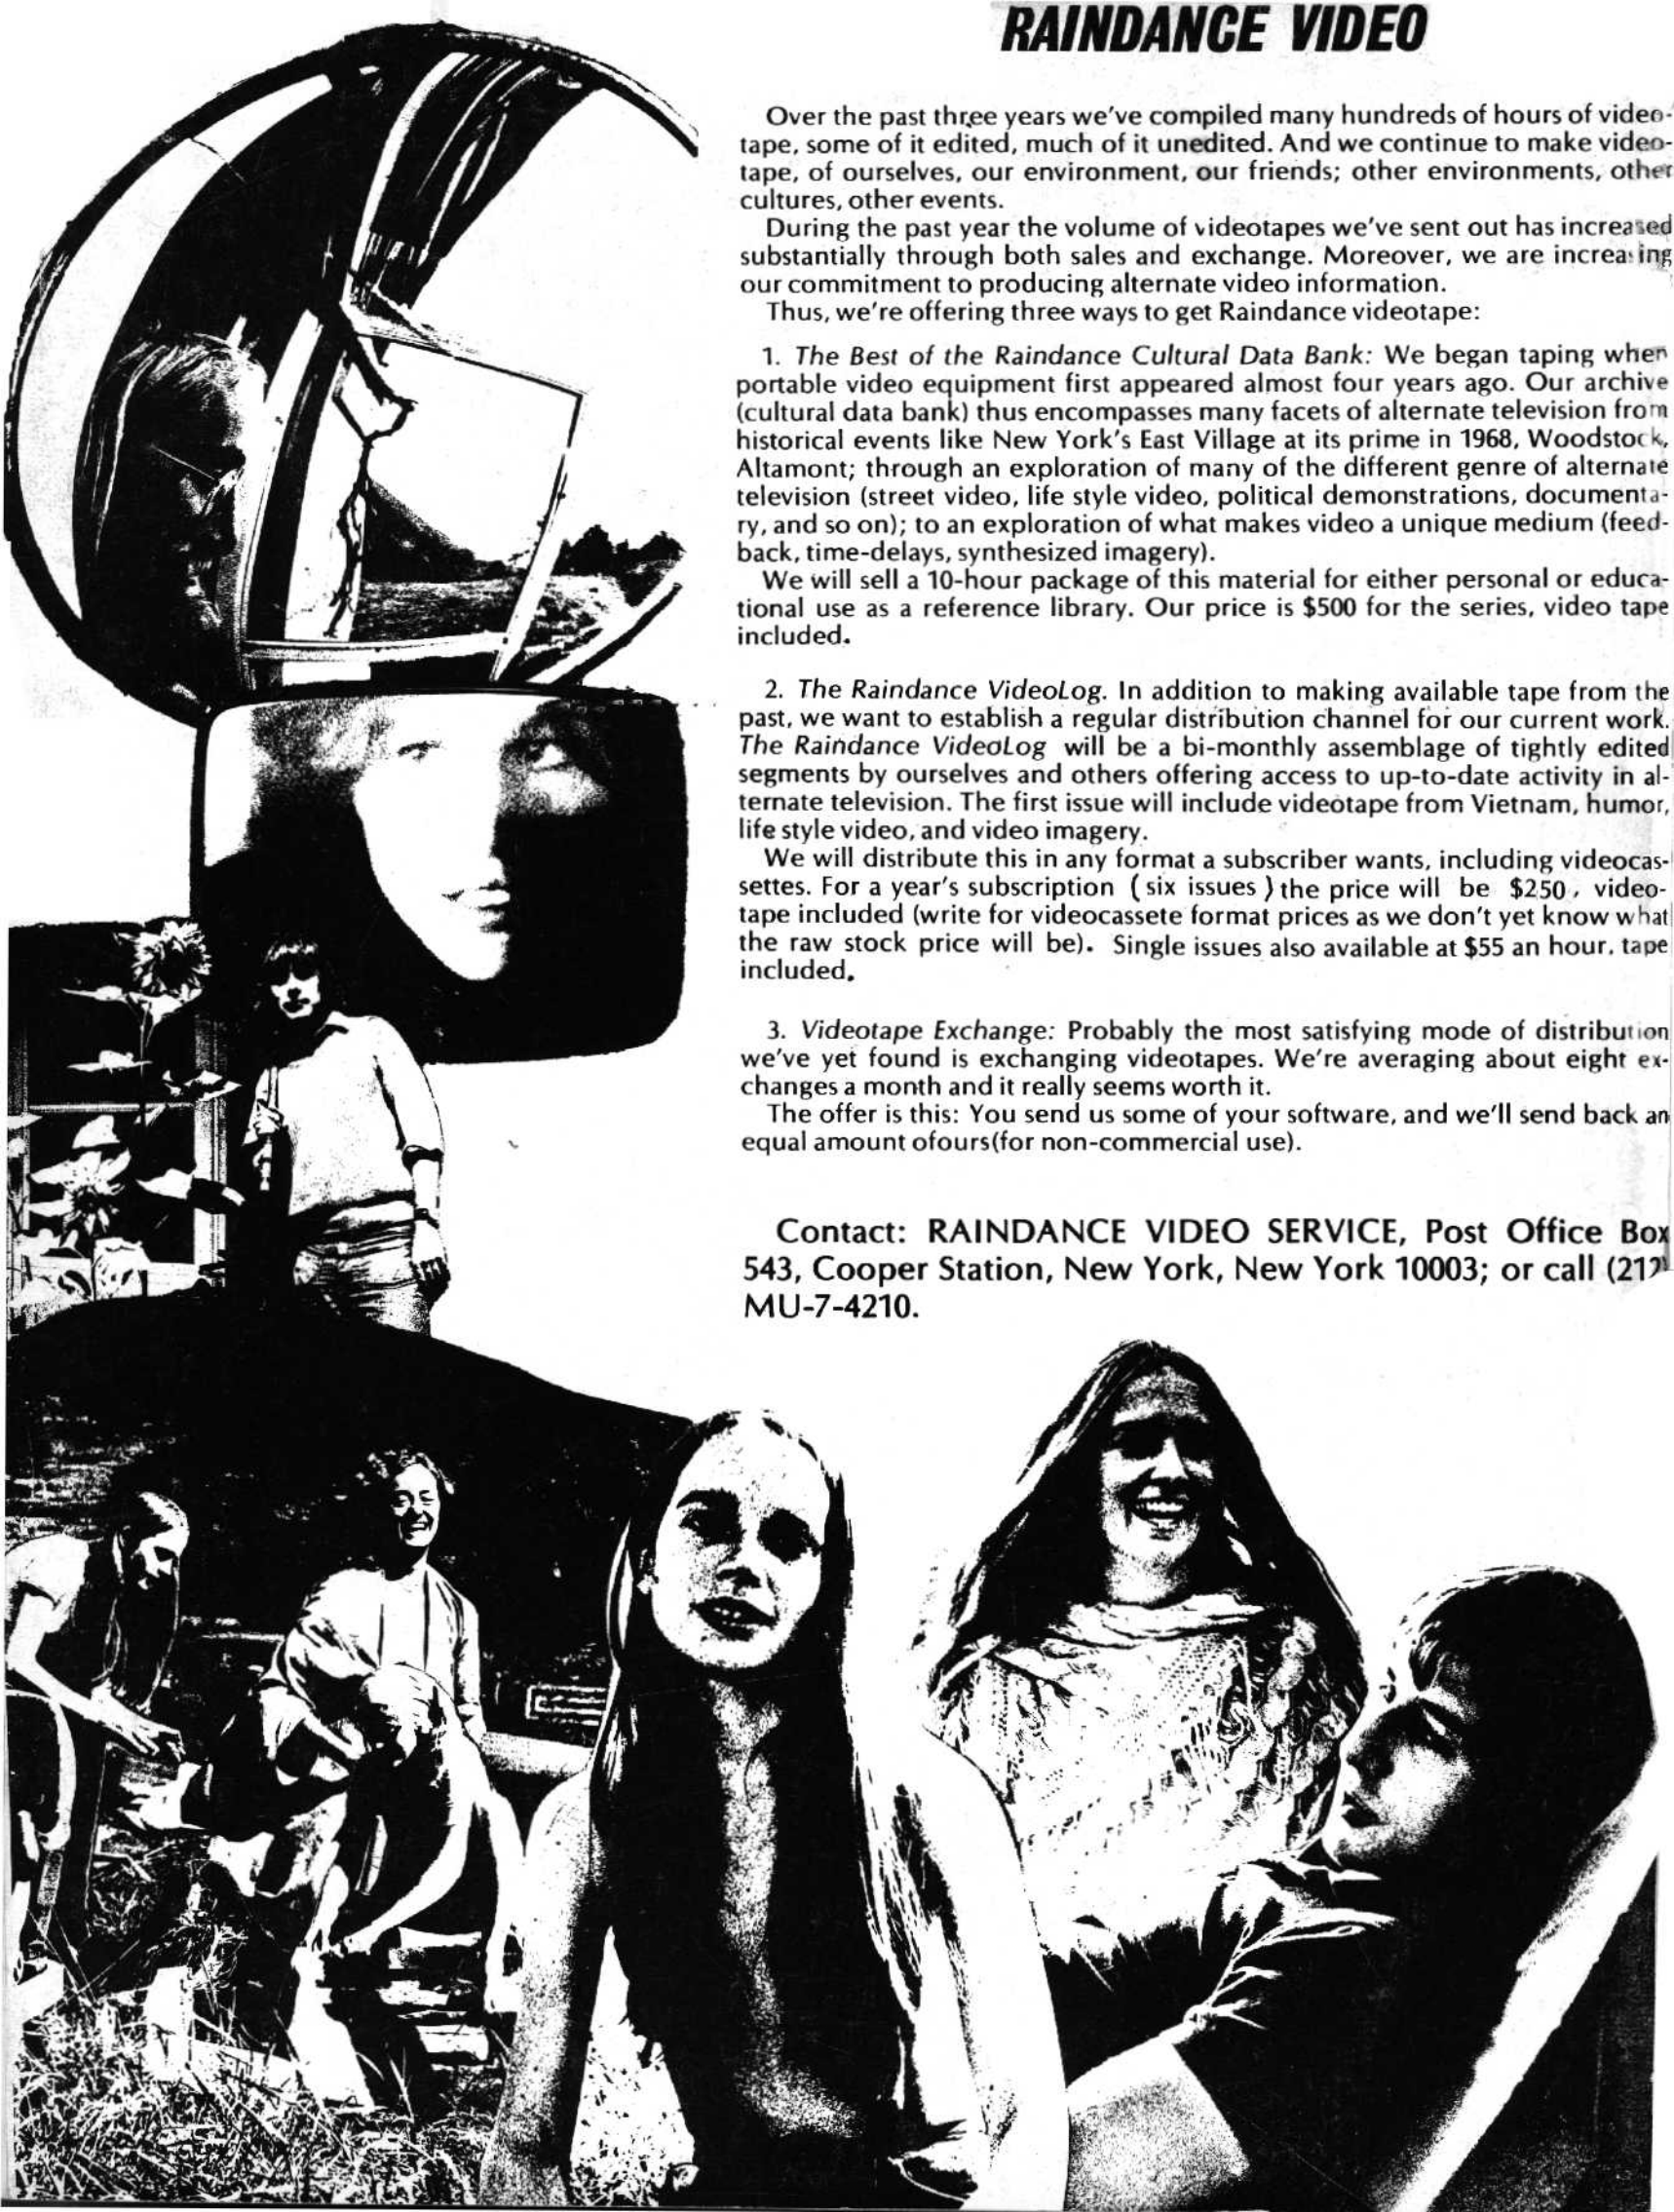 RAINDANCE VIDEO
Over the past three years we've compiled many hundreds of hours of video-
tape, some of it edited, much of it unedited. And we continue to make video-
tape, of ourselves, our environment, our friends; other environments, other
cultures, other events.
During the past year the volume of videotapes we've sent out has increased
substantially through both sales and exchange. Moreover, we are increasing
our commitment to producing alternate video information.
Thus, we're offering three ways to get Raindance videotape:
1. The Best of the Raindance Cultural Data Bank: We began taping when
portable video equipment first appeared almost four years ago. Our archive
(cultural data bank) thus encompasses many facets of alternate television from
historical events like New York's East Village at its prime in 1968, Woodstock,
Altamont; through an exploration of many of the different genre of alternate
television (street video, life style video, political demonstrations, documenta-
ry, and so on); to an exploration of what makes video a unique medium (feed-
back, time-delays, synthesized imagery).
We will sell a 10-hour package of this material for either personal or educa-
tional use as a reference library. Our price is $500 for the series, video tape
included.
2. The Raindance VideoLog. In addition to making available tape from the
past, we want to establish a regular distribution channel for our current work.
The Raindance VideoLog will be a bi-monthly assemblage of tightly edited
segments by ourselves and others offering access to up-to-date activity in al-
ternate television. The first issue will include videotape from Vietnam, humor,
life style video, and video imagery.
We will distribute this in any format a subscriber wants, including videocas-
settes. For a year's subscription ( six issues ) the price will be $250, video-
tape included (write for videocassete format prices as we don't yet know what
the raw stock price will be). Single issues also available at $55 an hour, tape
included.
3. Videotape Exchange: Probably the most satisfying mode of distribution
we've yet found is exchanging videotapes. We're averaging about eight ex-
changes a month and it really seems worth it.
The offer is this: You send us some of your software, and we'll send back an
equal amount ofours(for non-commercial use).
Contact: RAINDANCE VIDEO SERVICE, Post Office Box
543, Cooper Station, New York, New York 10003; or call (212)
MU-7-4210.